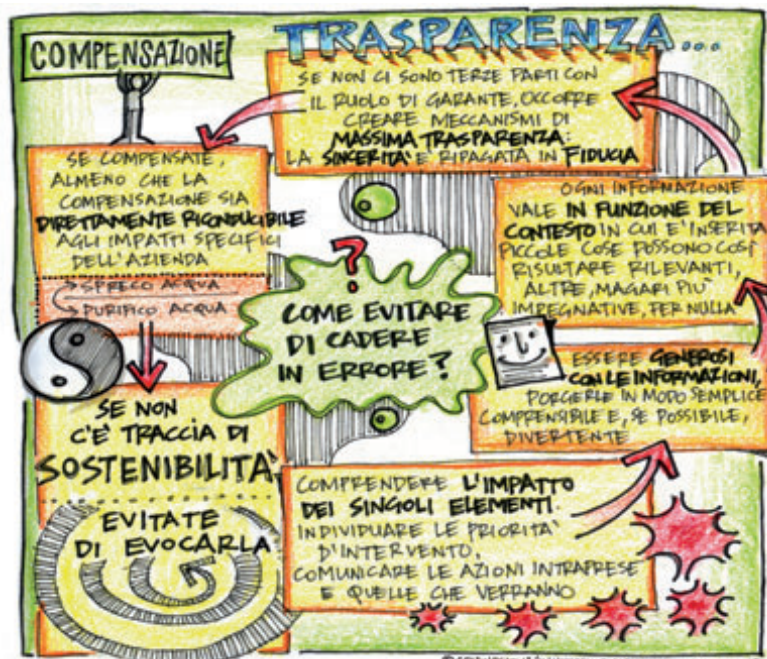 COMPENSAZIONE
TRASPARENZA...
SE NON CI SONO TERZE PARTI CON
IL RUOLO DI GARANTE, OCCORRE
CREARE MECCANISMI DI
MASSIMA TRASPARENZA:
LA SINCERITA' E' RIPAGATA IN FIDUCIA
SE COMPENSATE,
ALMENO CHE LA
COMPENSAZIONE SIA
DIRETTAMENTE RICONDUCIBILE
AGLI IMPATTI SPECIFICI
DELL'AZIENDA
SPRECO ACQUA
PURIFICO ACQUA
OGNI INFORMAZIONE
VALE IN FUNZIONE DEL
CONTESTO IN CUI E' INSERITA
PICCOLE COSE POSSONO COSÌ
RISULTARE RILEVANTI,
ALTRE, MAGARI PIÙ
IMPEGNATIVE, PER NULLA
?
COME EVITARE
DI CADERE
IN ERRORE?
ESSERE GENEROSI
CON LE INFORMAZIONI,
PORGERLE IN MODO SEMPLICE
COMPRENSIBILE E, SE POSSIBILE,
DIVERTENTE
SE NON
C'È TRACCIA DI
SOSTENIBILITA'
EVITATE
DI EVOCARLA
COMPRENDERE L'IMPATTO
DEI SINGOLI ELEMENTI.
INDIVIDUARE LE PRIORITA'
D'INTERVENTO,
COMUNICARE LE AZIONI INTRAPRESE
E QUELLE CHE VERRANNO